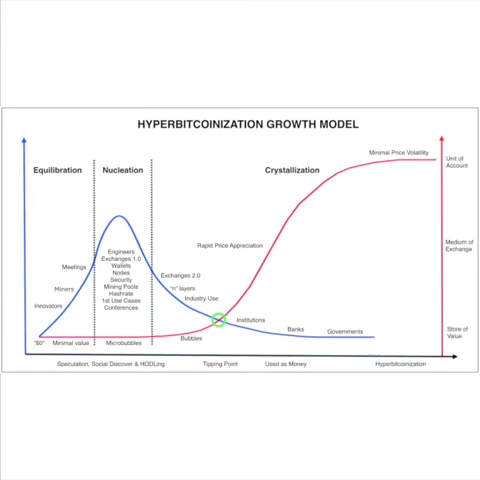 HYPERBITCOINIZATION GROWTH MODEL
Minimal Price Volatility
Unit of
Account
Equilibration
Nucleation
Crystallization
Rapid Price Appreciation
Medium of
Exchange
Engineers
Exchanges 1.0
Wallets
Nodes
Security
Mining Pools
Hashrate
1st Use Cases
Conferences
Meetings
Miners
Innovators
Exchanges 2.0
"n" layers
Industry Use
Institutions
Banks
Governments
Store of
Value
"$0"
Minimal value
Microbubbles
Bubbles
Speculation, Social Discover & HODLing
Tipping Point
Used as Money
Hyperbitcoinization